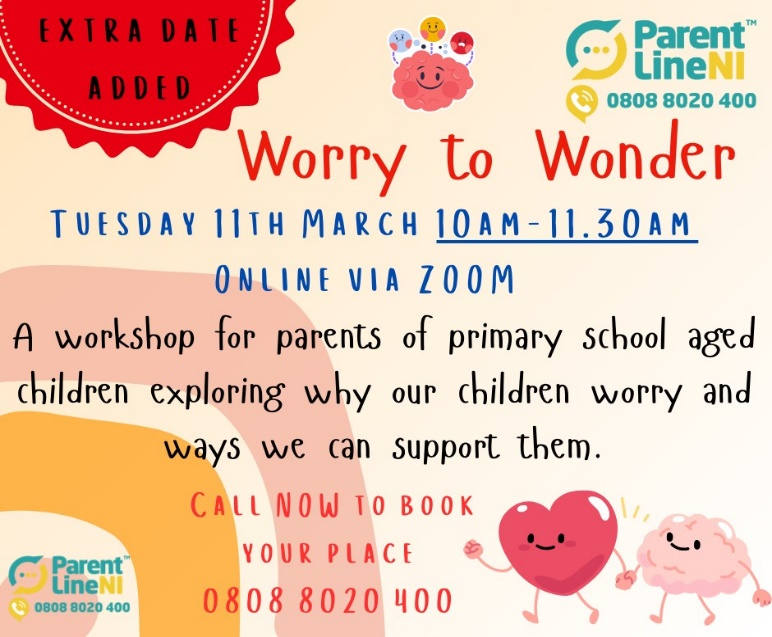 EXTRA DATE
ADDED
Parent™
LineNI
0808 8020 400
Worry to Wonder
TUESDAY 11TH MARCH 10AM-11.30AM
ONLINE VIA ZOOM
A workshop for parents of primary school aged
children exploring why our children worry and
ways we can support them.
CALL NOW TO BOOK
YOUR PLACE
0808 8020 400
Parent™
LineNI
0808 8020 400